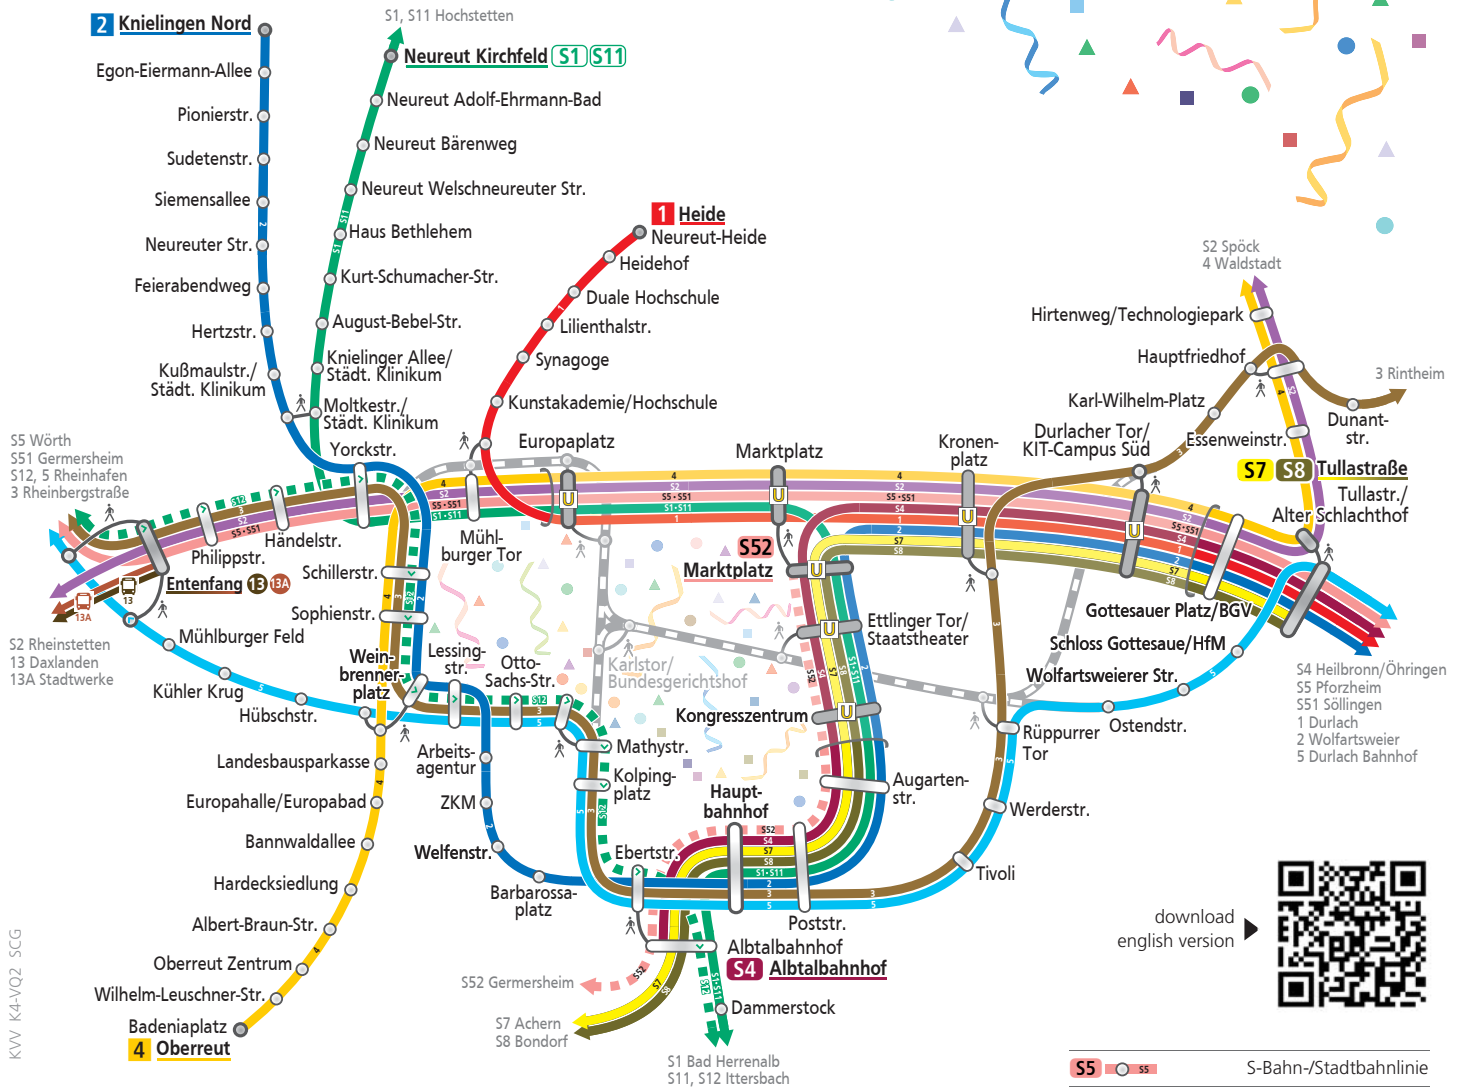 S1, S11 Hochstetten
2 Knielingen Nord
Neureut Kirchfeld S1 S11
Egon-Eiermann-Allee
Neureut Adolf-Ehrmann-Bad
Pionierstr.
Neureut Bärenweg
Sudetenstr.
Neureut Welschneureuter Str.
Siemensallee
Haus Bethlehem
Neureuter Str.
Kurt-Schumacher-Str.
Feierabendweg
August-Bebel-Str.
Hertzstr.
Knielinger Allee/
Städt. Klinikum
Kußmaulstr./
Städt. Klinikum
Moltkestr./
Städt. Klinikum
Yorckstr.
1 Heide
Neureut-Heide
Heidehof
Duale Hochschule
Lilienthalstr.
Synagoge
Kunstakademie/Hochschule
Europaplatz
Marktplatz
Kronen-
platz
Durlacher Tor/
KIT-Campus Süd
Karl-Wilhelm-Platz
Hauptfriedhof
Hirtenweg/Technologiepark
S2 Spöck
4 Waldstadt
3 Rintheim
Dunant-
str.
Essenweinstr.
S7 S8 Tullastraße
Tullastr./
Alter Schlachthof
S5 Wörth
S51 Germersheim
S12, 5 Rheinhafen
3 Rheinbergstraße
Philippstr.
Händelstr.
Entenfang 13 13A
13
13A
S2 Rheinstetten
13 Daxlanden
13A Stadtwerke
Mühl-
burger Tor
Schillerstr.
Sophienstr.
Wein-
brenner-
platz
Lessing-
str.
Otto-
Sachs-Str.
Mühlburger Feld
Kühler Krug
Hübschstr.
Landesbausparkasse
Europahalle/Europabad
Bannwaldallee
Hardecksiedlung
Albert-Braun-Str.
Oberreut Zentrum
Wilhelm-Leuschner-Str.
Badeniaplatz
4 Oberreut
Arbeits-
agentur
ZKM
Welfenstr.
Barbarossa-
platz
Mathystr.
Kolping-
platz
Ebertstr.
Haupt-
bahnhof
S52
Marktplatz
Karlstor/
Bundesgerichtshof
Ettlinger Tor/
Staatstheater
Kongresszentrum
Augarten-
str.
Poststr.
Albtalbahnhof
S4 Albtalbahnhof
Dammerstock
S52 Germersheim
S7 Achern
S8 Bondorf
S1 Bad Herrenalb
S11, S12 Ittersbach
Gottesauer Platz/BGV
Schloss Gottesaue/HfM
Wolfartsweierer Str.
Ostendstr.
Rüppurrer
Tor
Werderstr.
Tivoli
S4 Heilbronn/Öhringen
S5 Pforzheim
S51 Söllingen
1 Durlach
2 Wolfartsweier
5 Durlach Bahnhof
download
english version
S5 S5 S-Bahn-/Stadtbahnlinie
KVV K4-VQ2 SCG